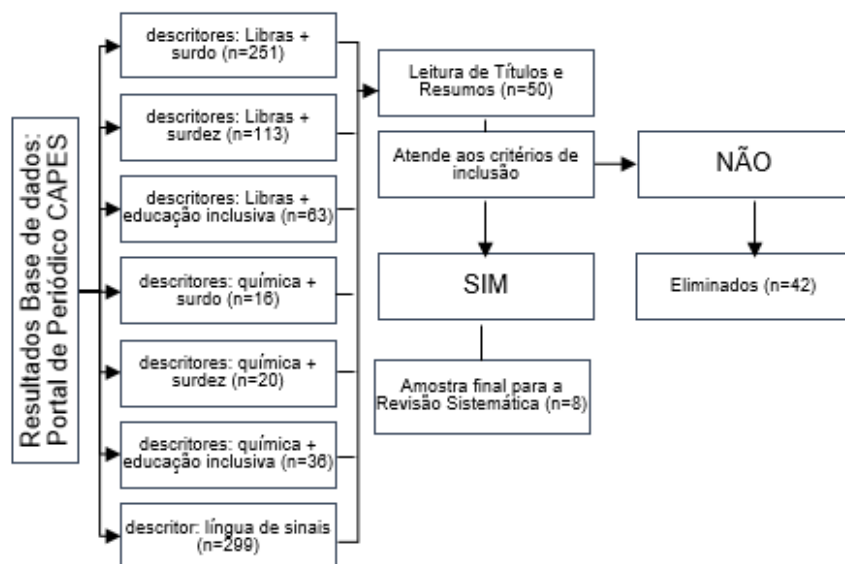 Resultados Base de dados:
Portal de Periódico CAPES
descritores: Libras +
surdo (n=251)
descritores: Libras +
surdez (n=113)
descritores: Libras +
educação inclusiva (n=63)
descritores: química +
surdo (n=16)
descritores: química +
surdez (n=20)
descritores: química +
educação inclusiva (n=36)
descritor: língua de sinais
(n=299)
Leitura de Títulos e
Resumos (n=50)
Atende aos critérios de
inclusão
NÃO
Eliminados (n=42)
SIM
Amostra final para a
Revisão Sistemática (n=8)